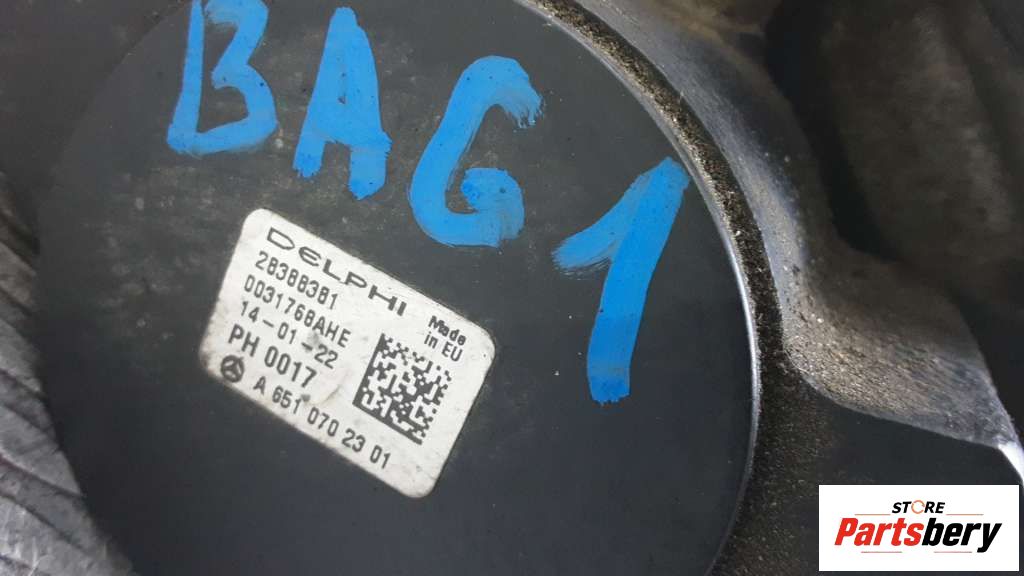 BAG1
DELPHI
28388381
0031768AHE
14-01-22
PH 0017
A 651 070 23 01
Made
in EU
STORE
Partsbery